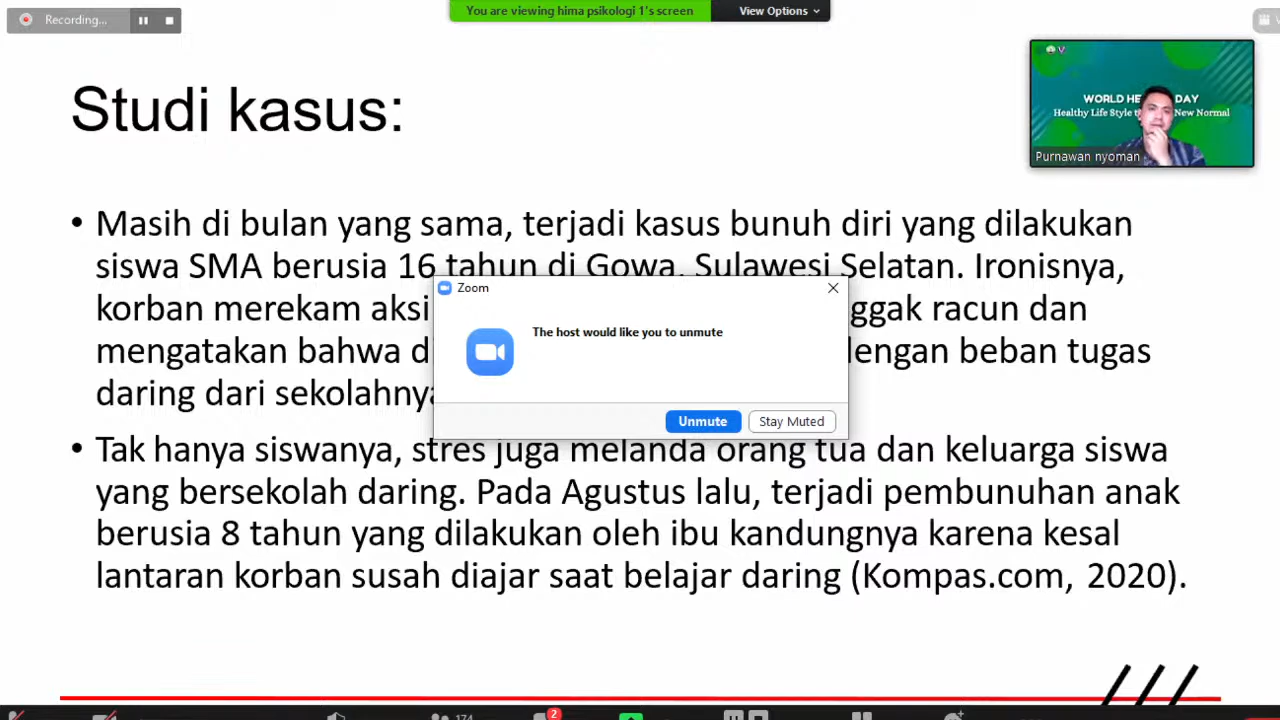 Recording...
You are viewing hima psikologi 1's screen
View Options
Studi kasus:
WORLD HE DAY
Healthy Life Style t New Normal
Purnawan nyoman
• Masih di bulan yang sama, terjadi kasus bunuh diri yang dilakukan
siswa SMA berusia 16 tahun di Gowa, Sulawesi Selatan. Ironisnya,
korban merekam aksi ggak racun dan
mengatakan bahwa d dengan beban tugas
daring dari sekolahnya
Zoom
The host would like you to unmute
Unmute
Stay Muted
• Tak hanya siswanya, stres juga melanda orang tua dan keluarga siswa
yang bersekolah daring. Pada Agustus lalu, terjadi pembunuhan anak
berusia 8 tahun yang dilakukan oleh ibu kandungnya karena kesal
lantaran korban susah diajar saat belajar daring (Kompas.com, 2020).
174
2